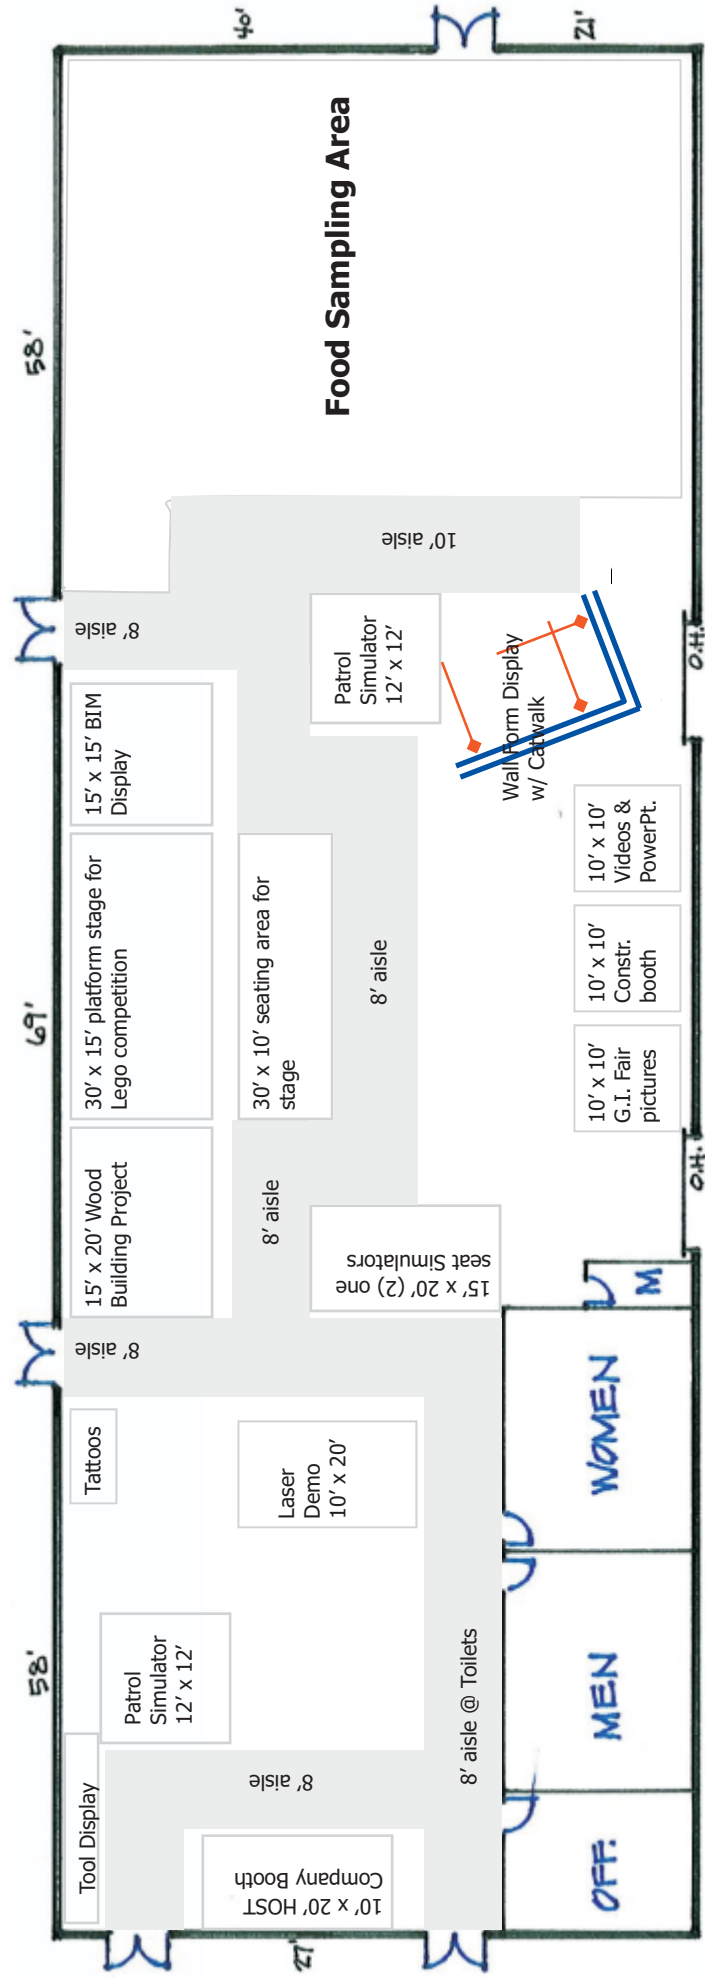 58'
69'
58'
40'
21'
27'
Food Sampling Area
10' aisle
8' aisle
Patrol
Simulator
12' x 12'
Wall Form Display
w/ Catwalk
15' x 15' BIM
Display
30' x 15' platform stage for
Lego competition
30' x 10' seating area for
stage
8' aisle
15' x 20' Wood
Building Project
8' aisle
8' aisle
15' x 20' (2) one
seat Simulators
10' x 10'
Videos &
PowerPt.
10' x 10'
Constr.
booth
10' x 10'
G.I. Fair
pictures
O.H.
O.H.
Tattoos
Laser
Demo
10' x 20'
Patrol
Simulator
12' x 12'
Tool Display
8' aisle
8' aisle @ Toilets
10' x 20' HOST
Company Booth
M
WOMEN
MEN
OFF.